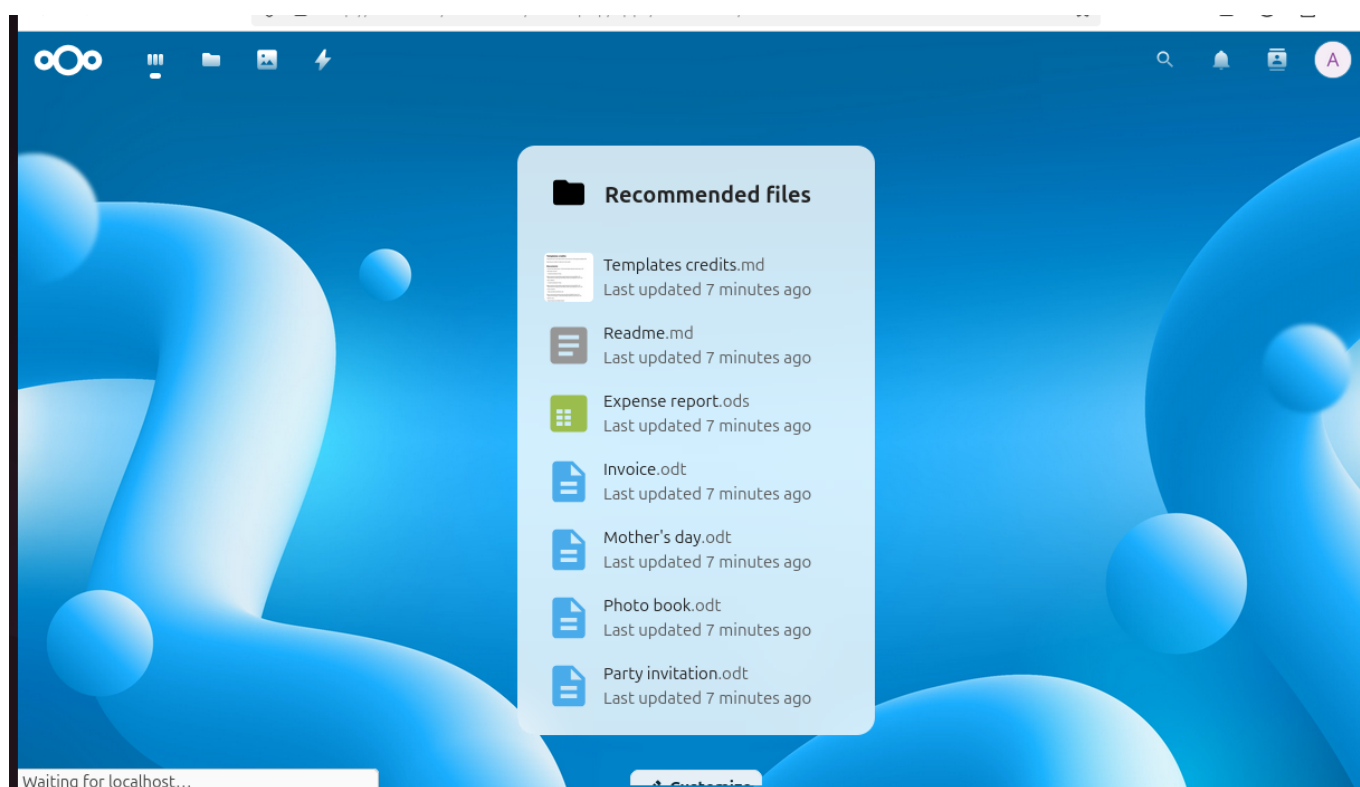 A
Recommended files
Templates credits.md
Last updated 7 minutes ago
Readme.md
Last updated 7 minutes ago
Expense report.ods
Last updated 7 minutes ago
Invoice.odt
Last updated 7 minutes ago
Mother's day.odt
Last updated 7 minutes ago
Photo book.odt
Last updated 7 minutes ago
Party invitation.odt
Last updated 7 minutes ago
Customize
Waiting for localhost...